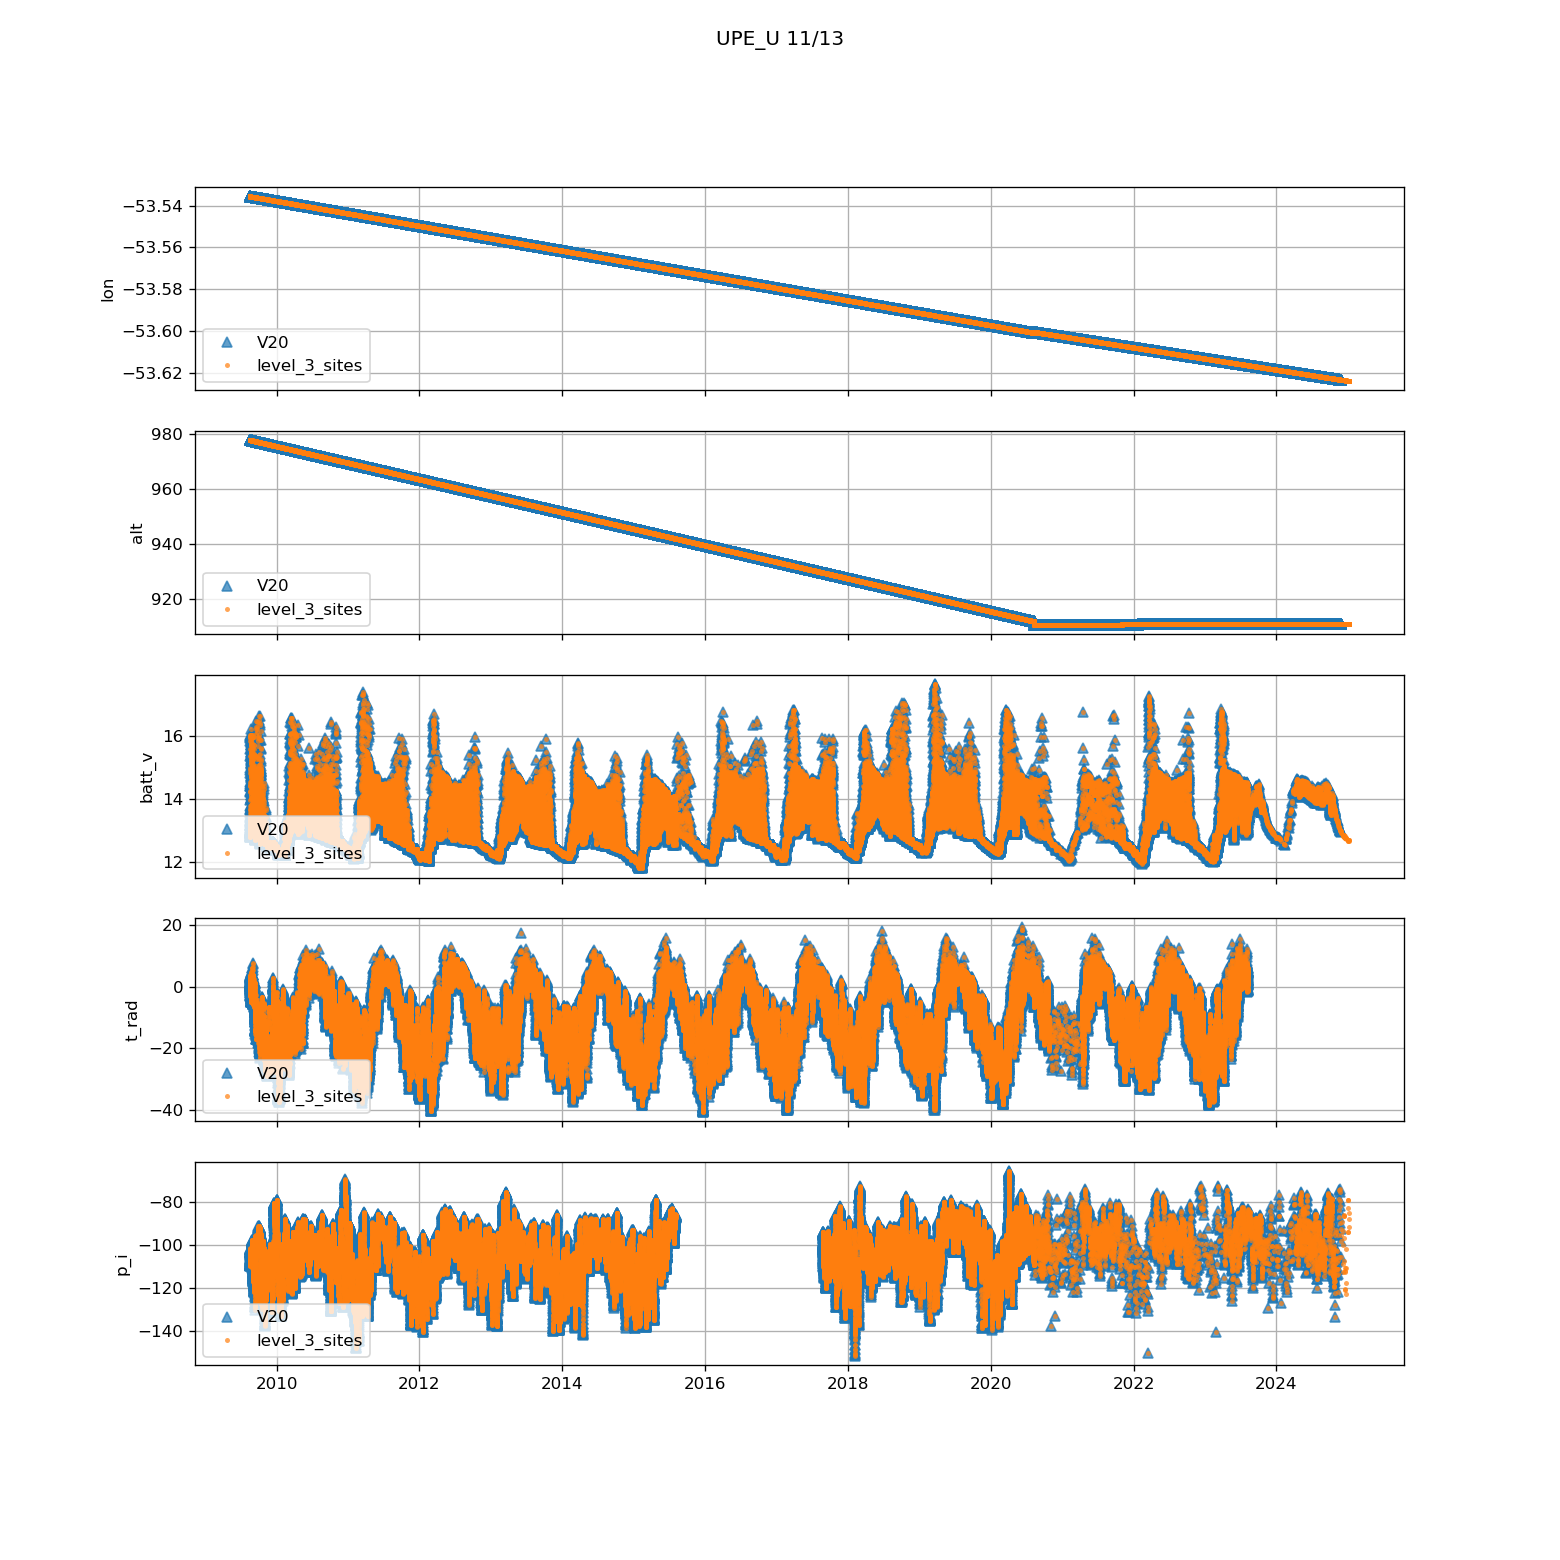 UPE_U 11/13
−53.54
−53.56
−53.58
−53.60
−53.62
lon
V20
level_3_sites
980
960
940
920
alt
V20
level_3_sites
16
14
12
batt_v
V20
level_3_sites
20
0
−20
−40
t_rad
V20
level_3_sites
−80
−100
−120
−140
p_i
V20
level_3_sites
2010 2012 2014 2016 2018 2020 2022 2024